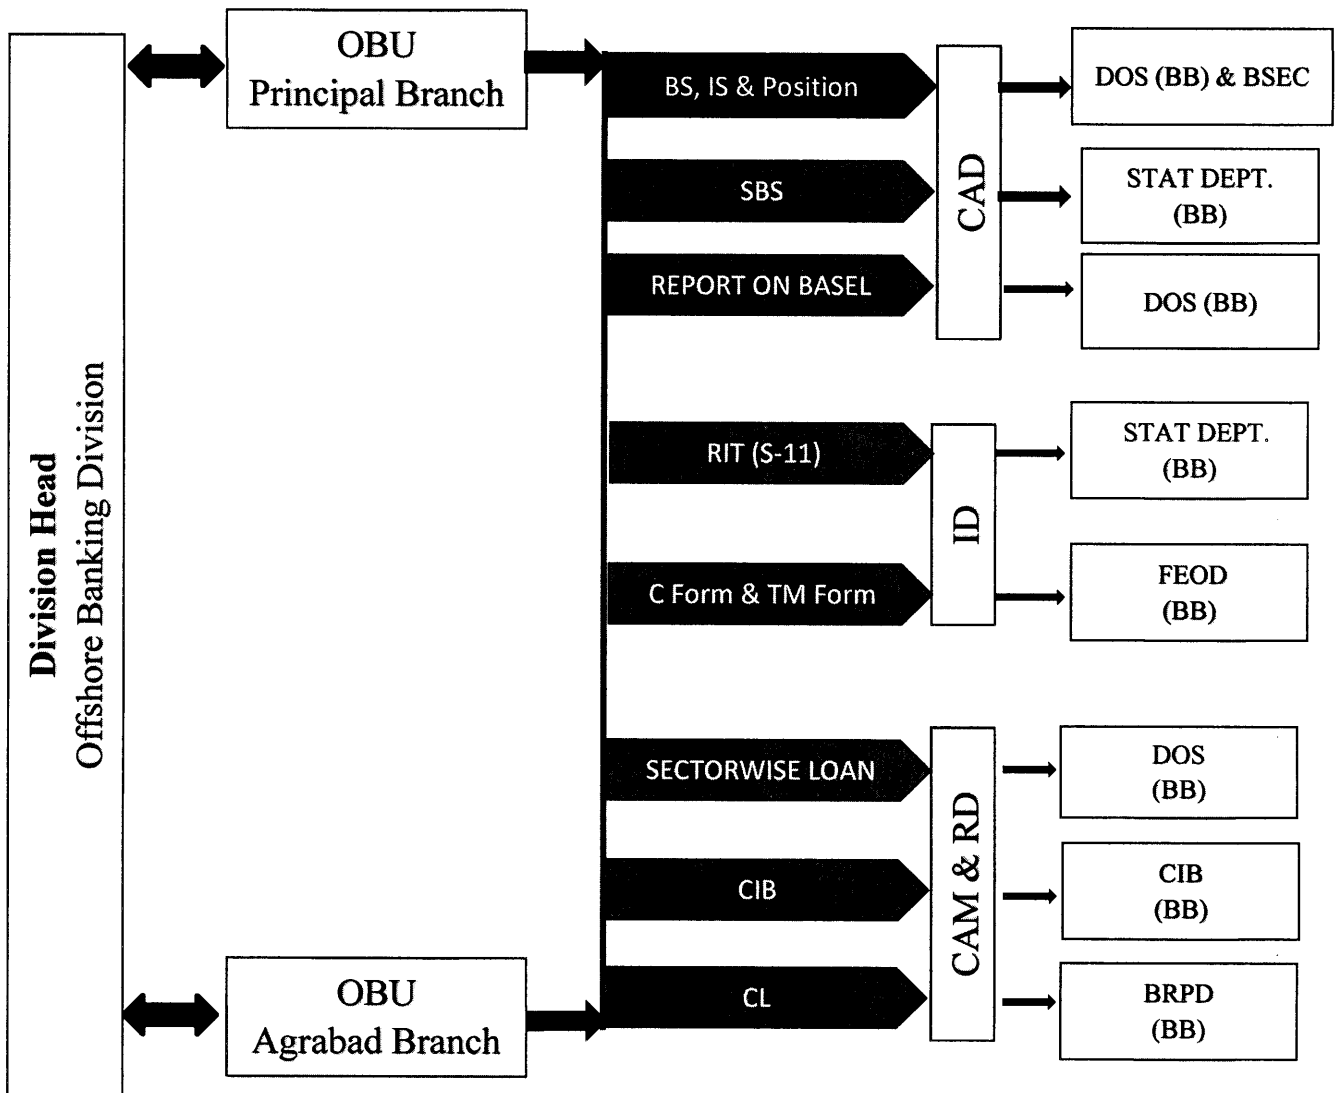 Division Head
Offshore Banking Division
OBU
Principal Branch
OBU
Agrabad Branch
BS, IS & Position
SBS
REPORT ON BASEL
CAD
DOS (BB) & BSEC
STAT DEPT.
(BB)
DOS (BB)
RIT (S-11)
C Form & TM Form
ID
STAT DEPT.
(BB)
FEOD
(BB)
SECTORWISE LOAN
CIB
CL
CAM & RD
DOS
(BB)
CIB
(BB)
BRPD
(BB)